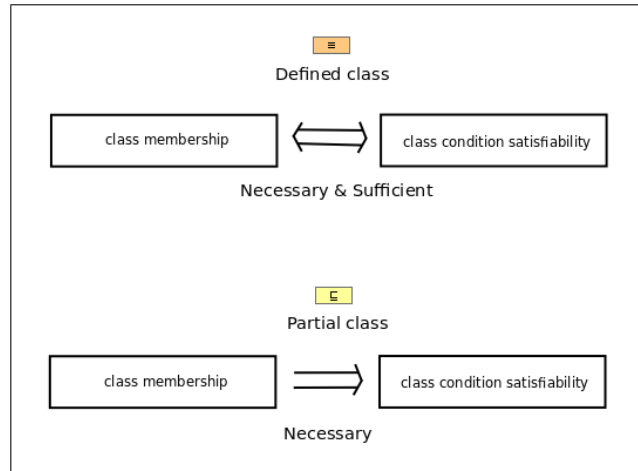 ≡
Defined class
class membership
class condition satisfiability
Necessary & Sufficient
⊑
Partial class
class membership
class condition satisfiability
Necessary